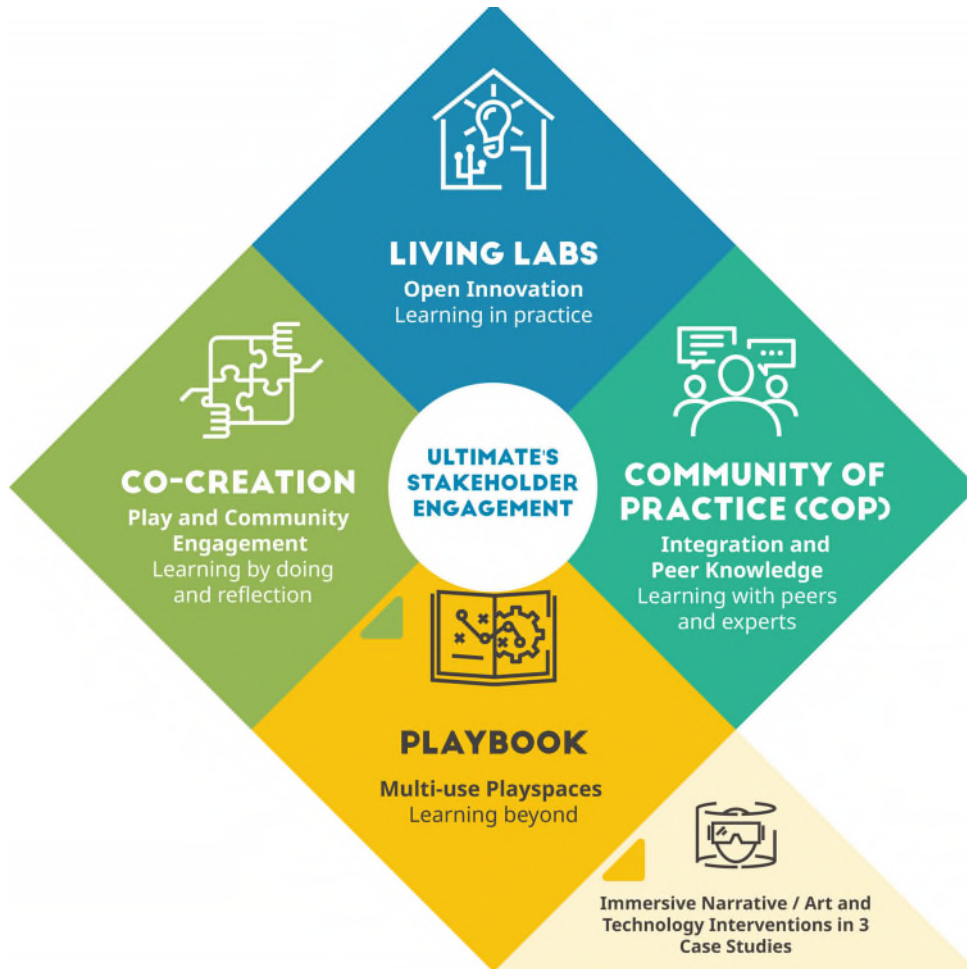 LIVING LABS
Open Innovation
Learning in practice
CO-CREATION
Play and Community
Engagement
Learning by doing
and reflection
ULTIMATE'S
STAKEHOLDER
ENGAGEMENT
COMMUNITY OF
PRACTICE (COP)
Integration and
Peer Knowledge
Learning with peers
and experts
PLAYBOOK
Multi-use Playspaces
Learning beyond
Immersive Narrative / Art and
Technology Interventions in 3
Case Studies